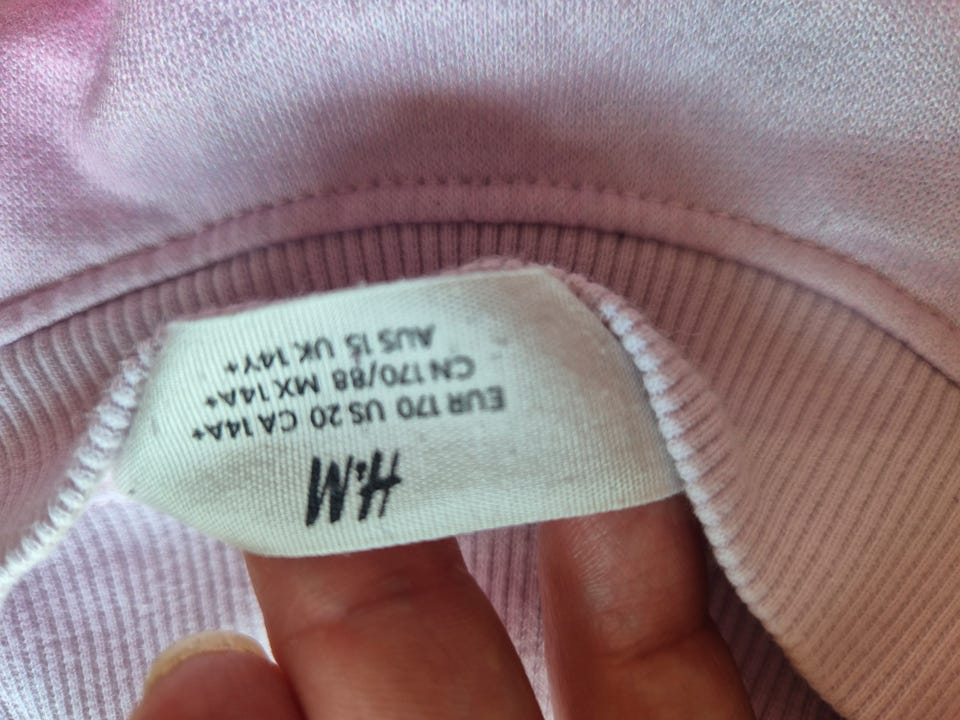 H&M
EUR 170 US 20 CA 14A+
CN 170/88 MX 14A+
AUS 15 UK 14Y+